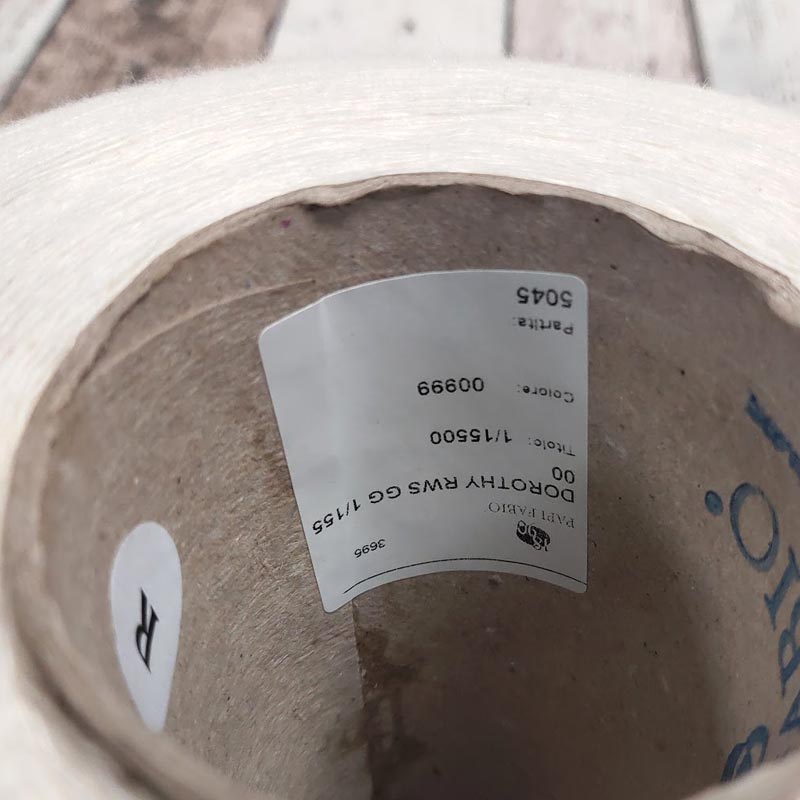 3695
PAPI FABIO
DOROTHY RWS GG 1/155
00
Titolo: 1/15500
Colore: 00999
Partita:
5045
R